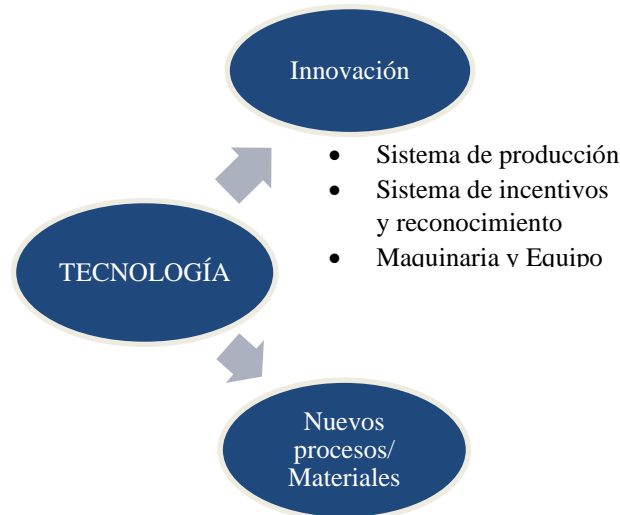 Innovación
• Sistema de producción
• Sistema de incentivos
y reconocimiento
• Maquinaria y Equipo
TECNOLOGÍA
Nuevos
procesos/
Materiales